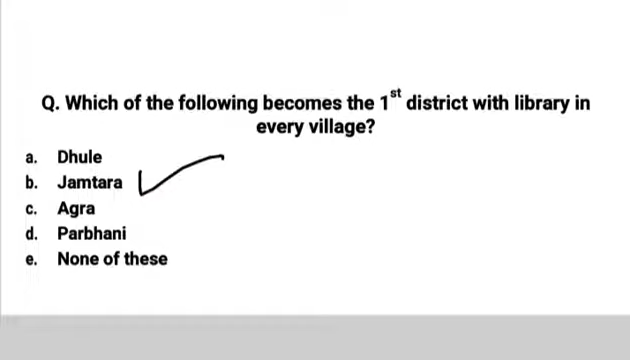 Q. Which of the following becomes the 1st district with library in
every village?
a. Dhule
b. Jamtara
c. Agra
d. Parbhani
e. None of these